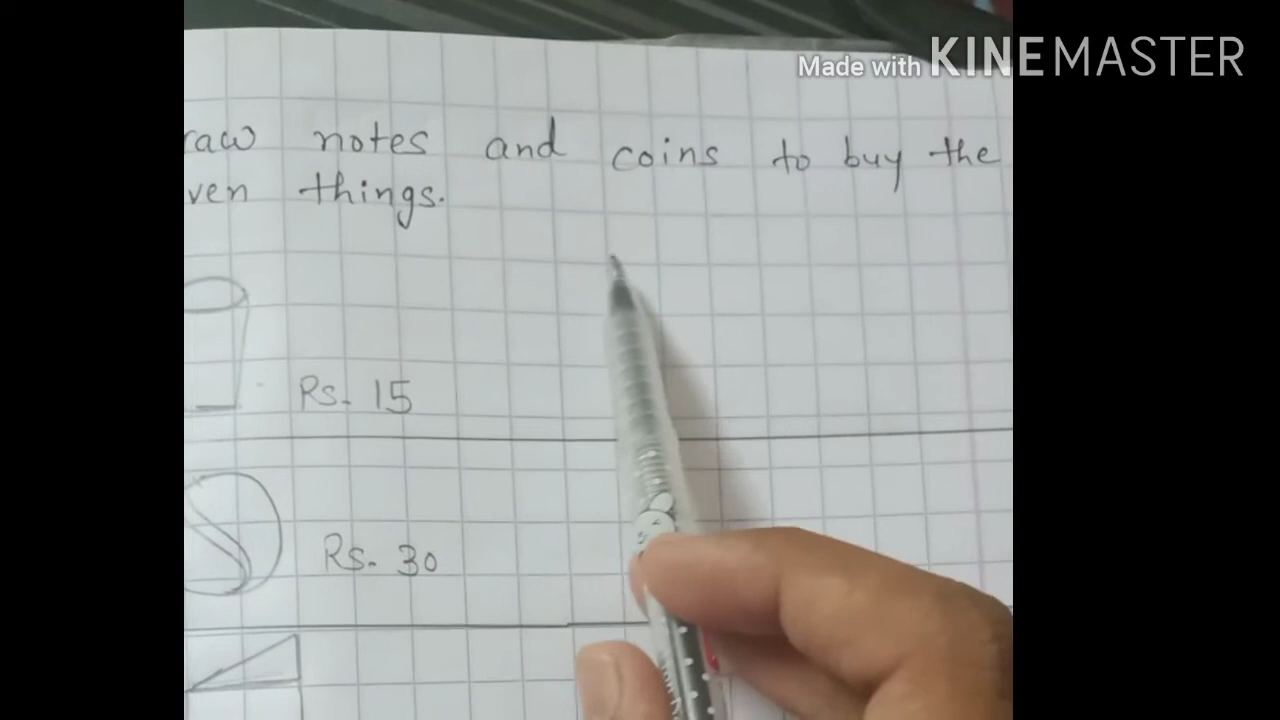 Made with KINEMASTER
raw notes and coins to buy the
ven things.
Rs. 15
Rs. 30